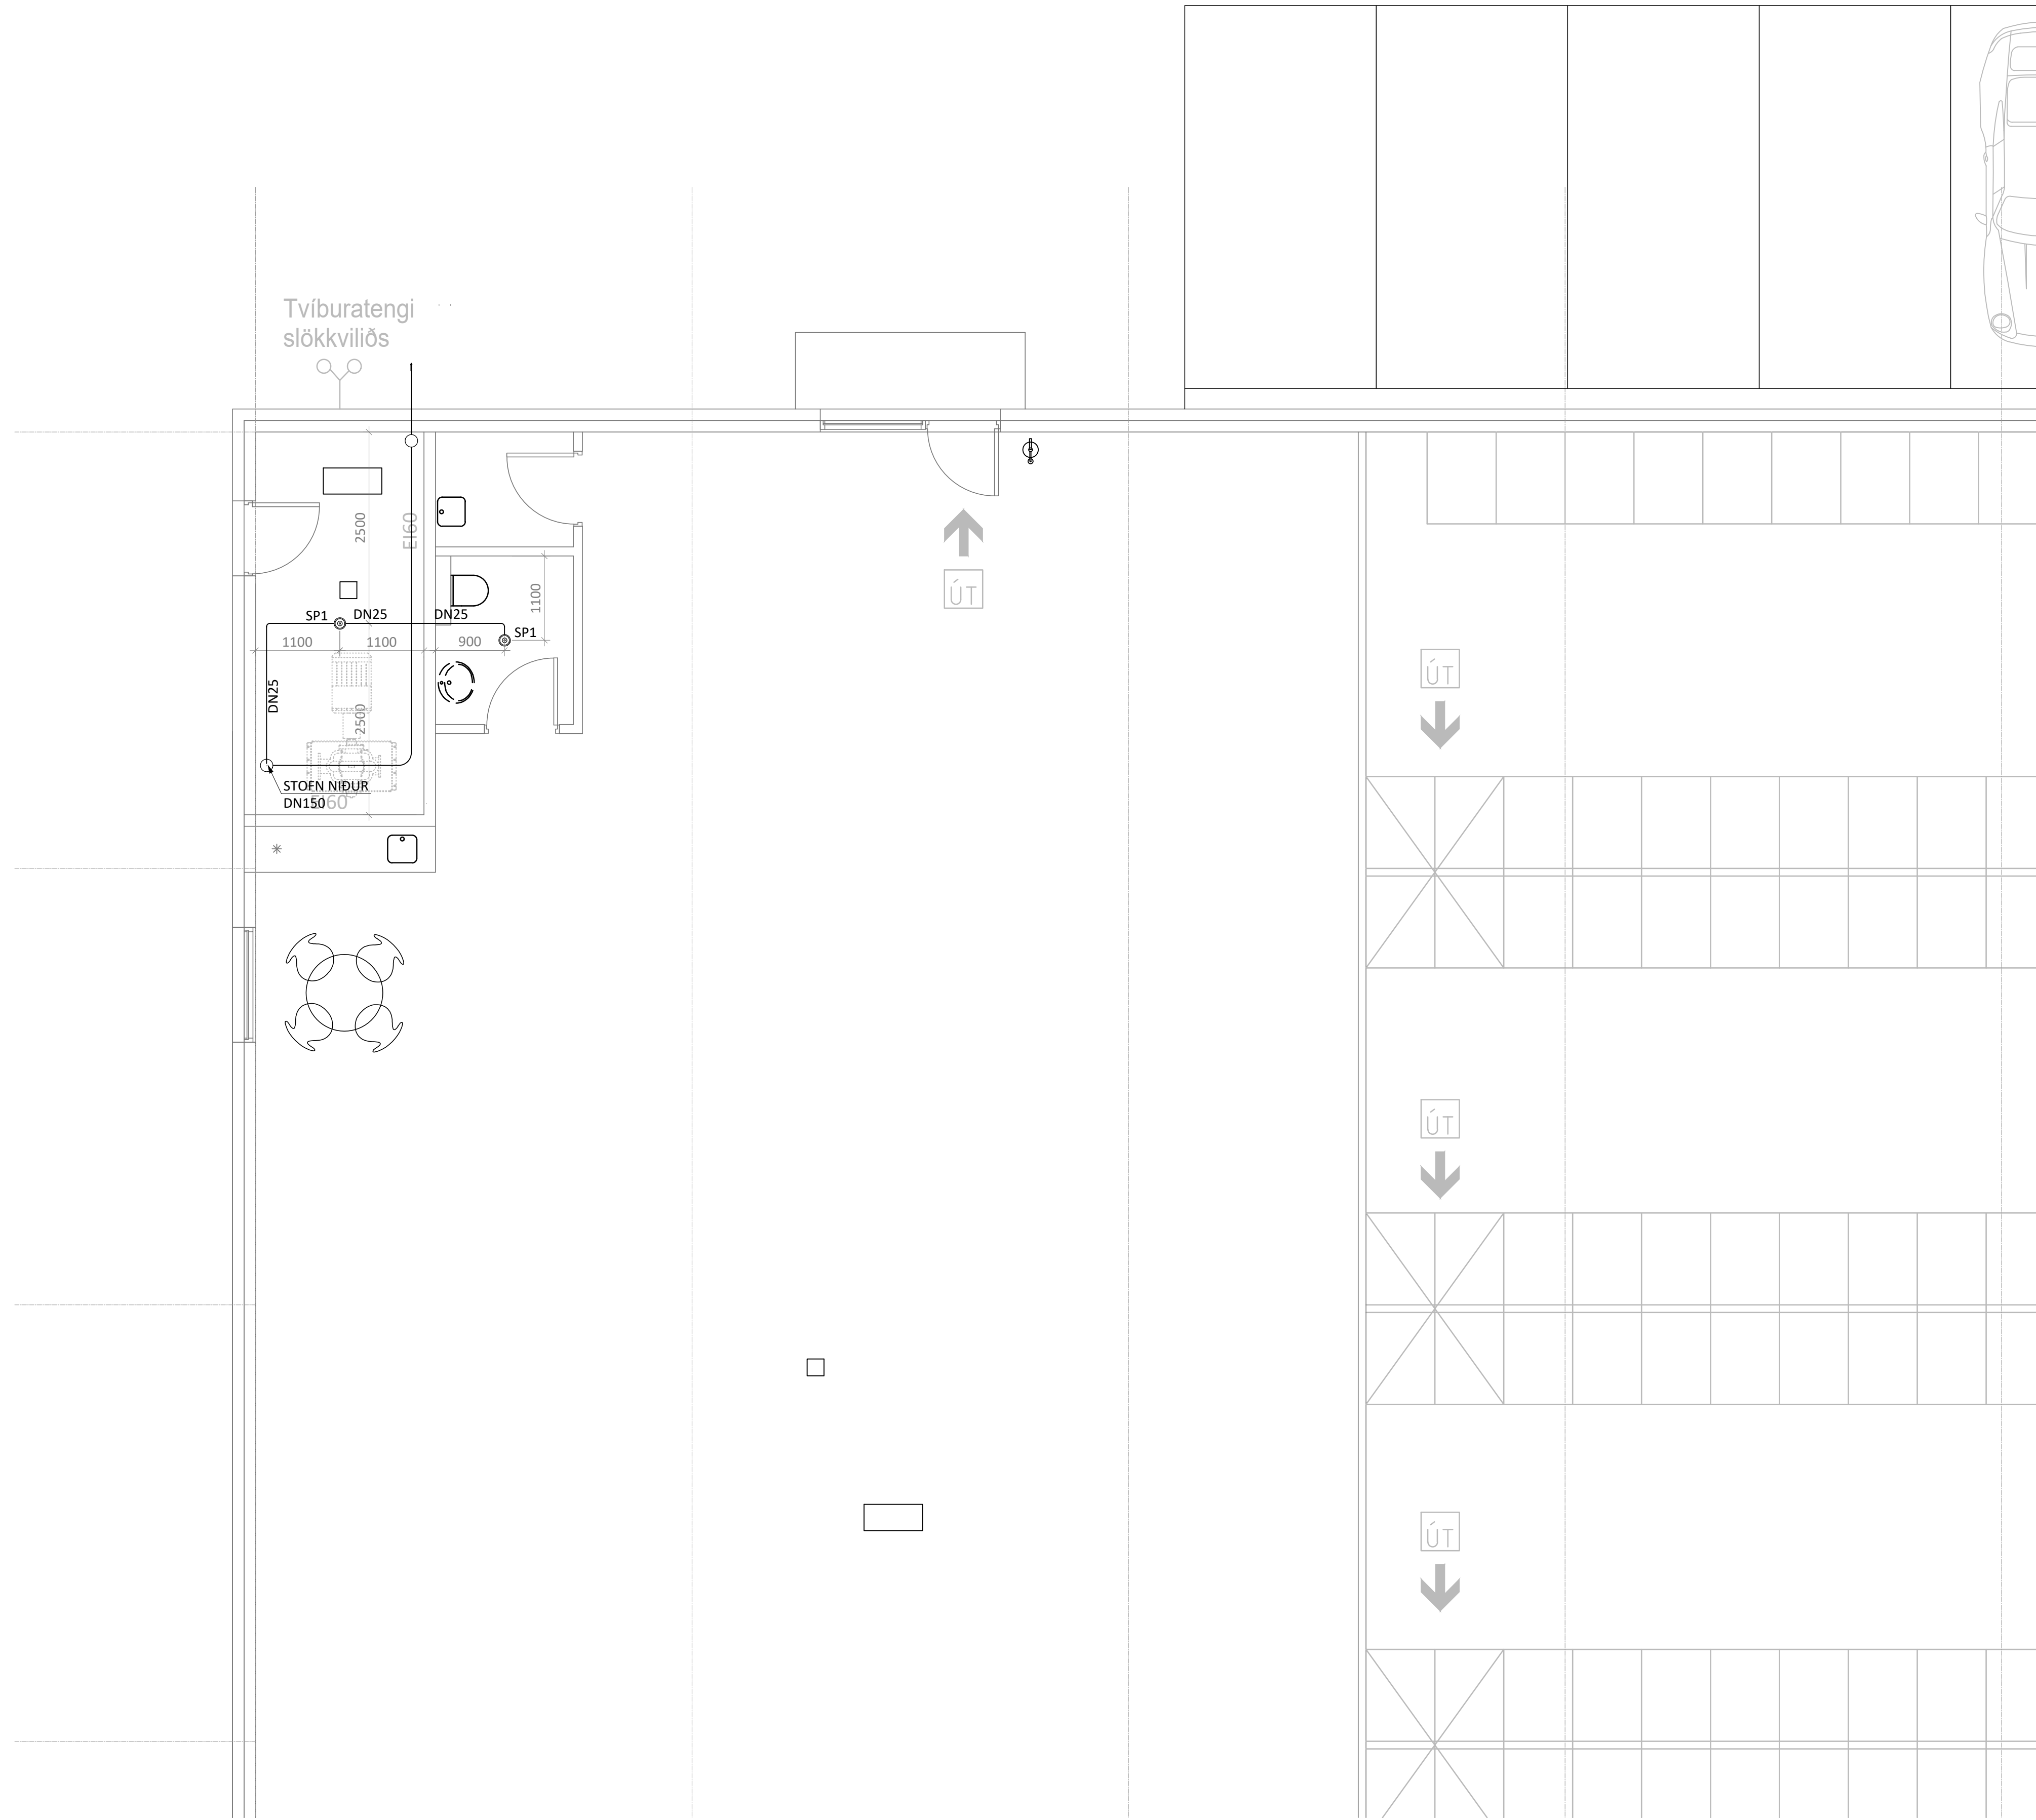 Tvíburatengi
slökkviliðs
2500
EI60
1100
ÚT
SP1
DN25
DN25
SP1
1100
1100
900
DN25
2500
STOFN NIÐUR
DN150
EI60
ÚT
ÚT
ÚT